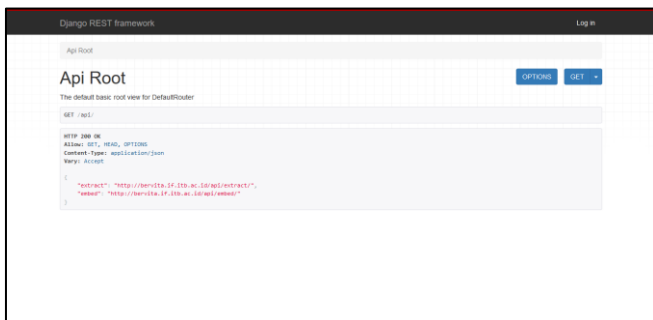 Django REST framework
Log in
Api Root
Api Root
OPTIONS
GET
The default basic root view for DefaultRouter
GET /api/
HTTP 200 OK
Allow: GET, HEAD, OPTIONS
Content-Type: application/json
Vary: Accept
{
"extract": "http://bervita.if.itb.ac.id/api/extract/",
"embed": "http://bervita.if.itb.ac.id/api/embed/"
}